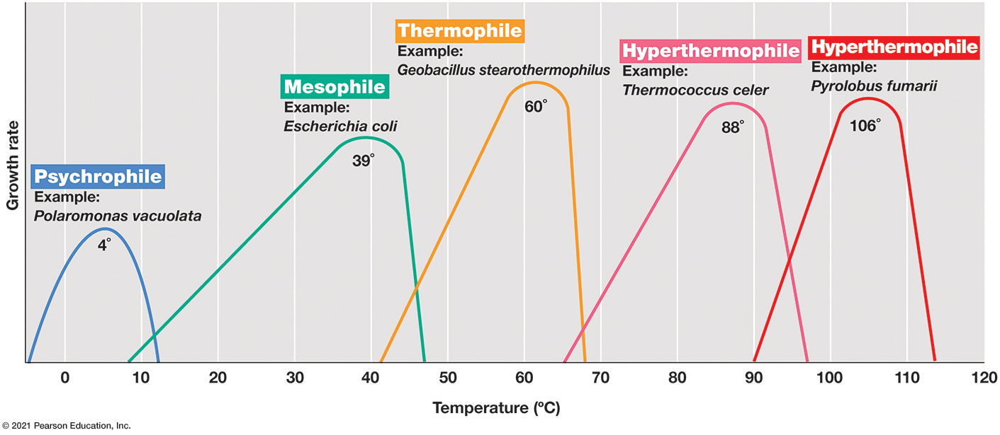 Thermophile
Example:
Geobacillus stearothermophilus
Hyperthermophile
Example:
Thermococcus celer
Hyperthermophile
Example:
Pyrolobus fumarii
Mesophile
Example:
Escherichia coli
Psychrophile
Example:
Polaromonas vacuolata
60°
88°
106°
39°
4°
Growth rate
0 10 20 30 40 50 60 70 80 90 100 110 120
Temperature (ºC)
© 2021 Pearson Education, Inc.